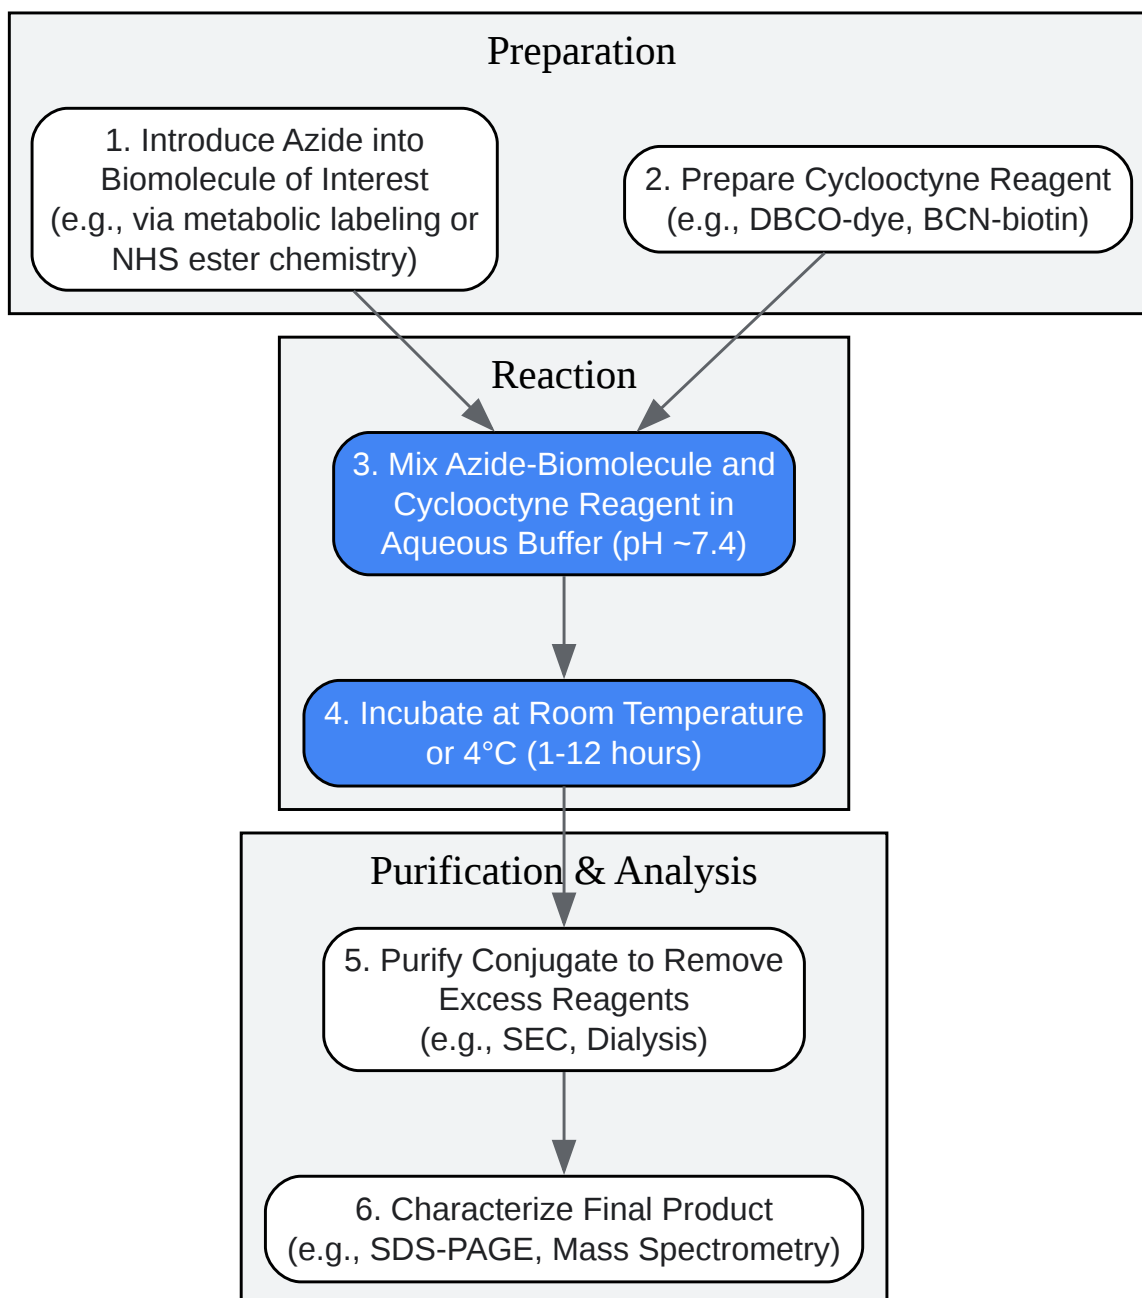 Preparation
1. Introduce Azide into
Biomolecule of Interest
(e.g., via metabolic labeling or
NHS ester chemistry)
2. Prepare Cyclooctyne Reagent
(e.g., DBCO-dye, BCN-biotin)
Reaction
3. Mix Azide-Biomolecule and
Cyclooctyne Reagent in
Aqueous Buffer (pH ~7.4)
4. Incubate at Room Temperature
or 4°C (1-12 hours)
Purification & Analysis
5. Purify Conjugate to Remove
Excess Reagents
(e.g., SEC, Dialysis)
6. Characterize Final Product
(e.g., SDS-PAGE, Mass Spectrometry)